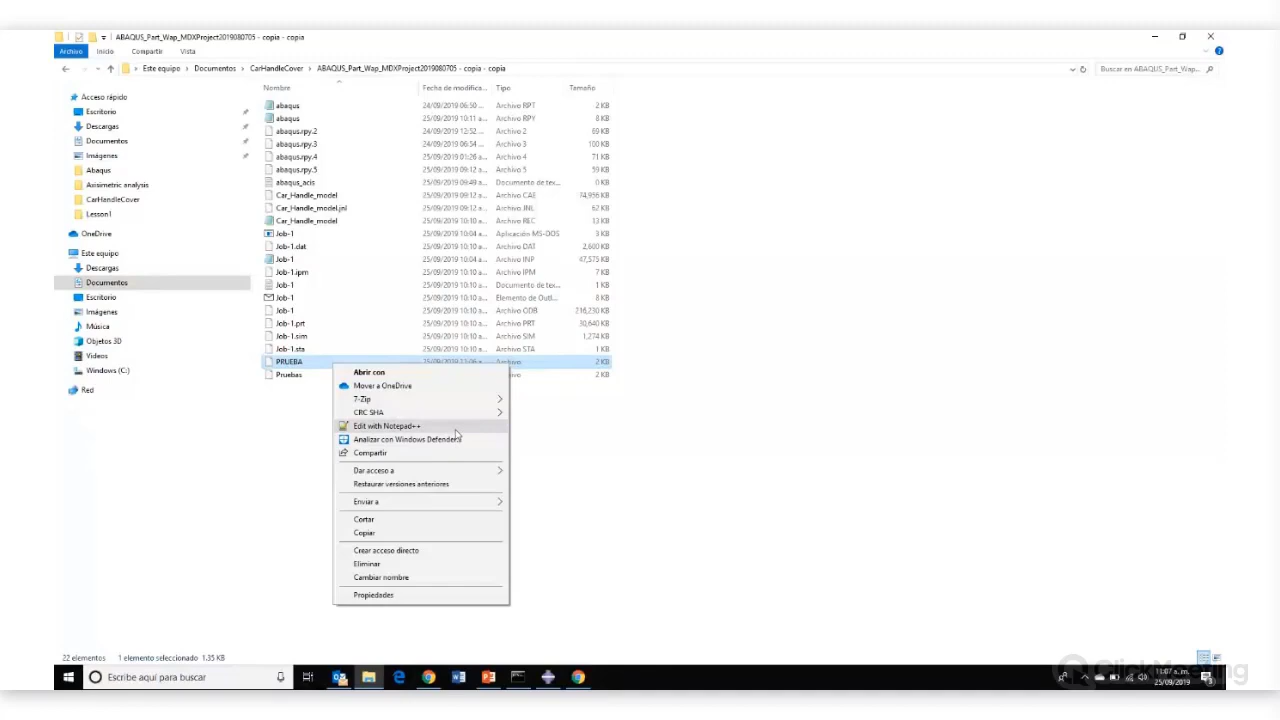 ABAQUS_Part_Wap_MDXProject2019080705 - copia - copia
Archivo Inicio Compartir Vista
Este equipo > Documentos > CarHandleCover > ABAQUS_Part_Wap_MDXProject2019080705 - copia - copia
Buscar en ABAQUS_Part_Wap...
Nombre Fecha de modifica... Tipo Tamaño
Acceso rápido
Escritorio
Descargas
Documentos
Imágenes
Abaqus
Axisimetric analysis
CarHandleCover
Lesson1
OneDrive
Este equipo
Descargas
Documentos
Escritorio
Imágenes
Música
Objetos 3D
Videos
Windows (C:)
Red
abaqus 24/09/2019 06:50 ... Archivo RPT 2 KB
abaqus 25/09/2019 10:11 a... Archivo RPY 8 KB
abaqus.rpy.2 24/09/2019 12:52 ... Archivo 2 69 KB
abaqus.rpy.3 24/09/2019 06:54 ... Archivo 3 100 KB
abaqus.rpy.4 25/09/2019 01:26 a... Archivo 4 71 KB
abaqus.rpy.5 25/09/2019 09:12 a... Archivo 5 59 KB
abaqus_acis 25/09/2019 09:49 a... Documento de tex... 0 KB
Car_Handle_model 25/09/2019 09:12 a... Archivo CAE 74,956 KB
Car_Handle_model.jnl 25/09/2019 09:12 a... Archivo JNL 62 KB
Car_Handle_model 25/09/2019 10:10 a... Archivo REC 13 KB
Job-1 25/09/2019 10:04 a... Aplicación MS-DOS 3 KB
Job-1.dat 25/09/2019 10:10 a... Archivo DAT 2,600 KB
Job-1 25/09/2019 10:04 a... Archivo INP 47,575 KB
Job-1.ipm 25/09/2019 10:10 a... Archivo IPM 7 KB
Job-1 25/09/2019 10:10 a... Documento de tex... 1 KB
Job-1 25/09/2019 10:10 a... Elemento de Outl... 8 KB
Job-1 25/09/2019 10:10 a... Archivo ODB 216,230 KB
Job-1.prt 25/09/2019 10:10 a... Archivo PRT 30,640 KB
Job-1.sim 25/09/2019 10:10 a... Archivo SIM 1,274 KB
Job-1.sta 25/09/2019 10:10 a... Archivo STA 1 KB
PRUEBA 25/09/2019 11:06 a... Archivo 2 KB
Pruebas 2 KB
Abrir con
Mover a OneDrive
7-Zip
CRC SHA
Edit with Notepad++
Analizar con Windows Defender...
Compartir
Dar acceso a
Restaurar versiones anteriores
Enviar a
Cortar
Copiar
Crear acceso directo
Eliminar
Cambiar nombre
Propiedades
22 elementos 1 elemento seleccionado 1.35 KB
Escribe aquí para buscar
11:07 a. m.
25/09/2019
ClickMeeting